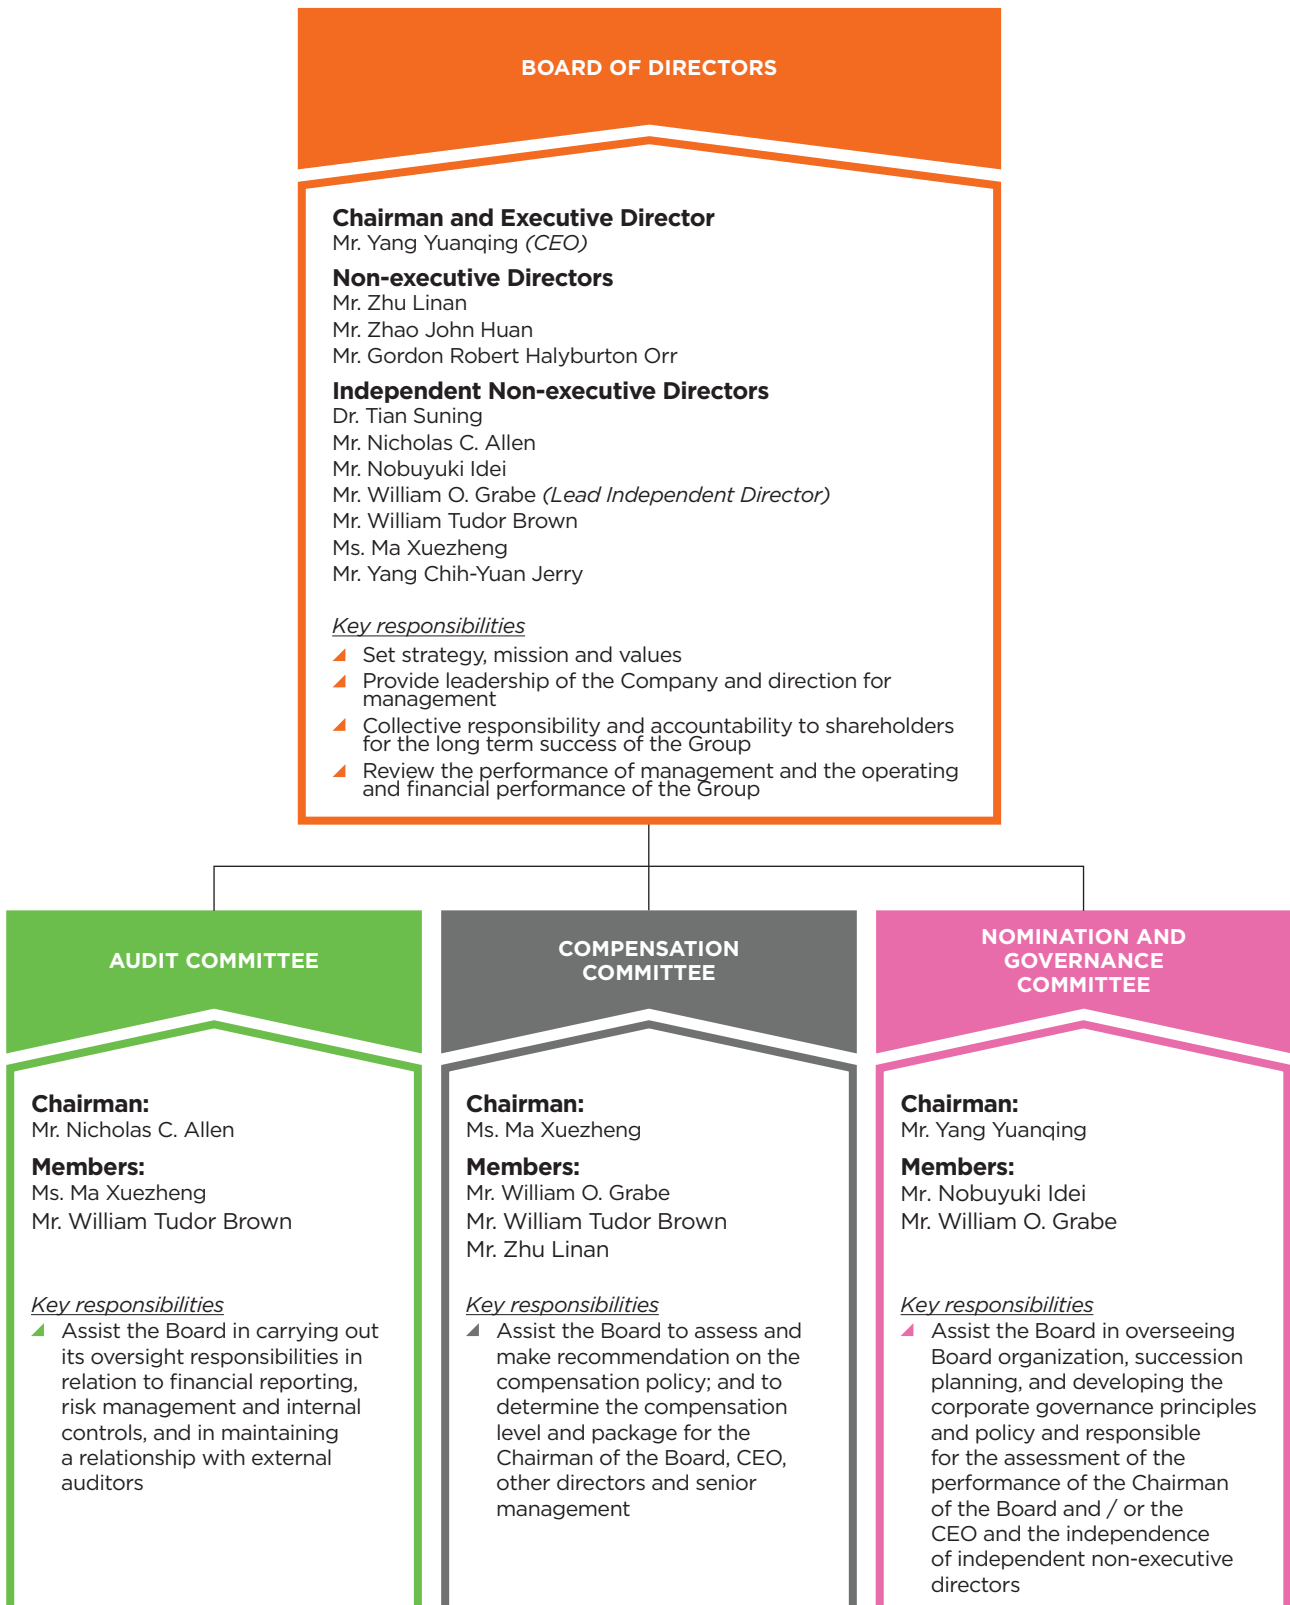 BOARD OF DIRECTORS
Chairman and Executive Director
Mr. Yang Yuanqing (CEO)
Non-executive Directors
Mr. Zhu Linan
Mr. Zhao John Huan
Mr. Gordon Robert Halyburton Orr
Independent Non-executive Directors
Dr. Tian Suning
Mr. Nicholas C. Allen
Mr. Nobuyuki Idei
Mr. William O. Grabe (Lead Independent Director)
Mr. William Tudor Brown
Ms. Ma Xuezheng
Mr. Yang Chih-Yuan Jerry
Key responsibilities
Set strategy, mission and values
Provide leadership of the Company and direction for
management
Collective responsibility and accountability to shareholders
for the long term success of the Group
Review the performance of management and the operating
and financial performance of the Group
AUDIT COMMITTEE
Chairman:
Mr. Nicholas C. Allen
Members:
Ms. Ma Xuezheng
Mr. William Tudor Brown
Key responsibilities
Assist the Board in carrying out
its oversight responsibilities in
relation to financial reporting,
risk management and internal
controls, and in maintaining
a relationship with external
auditors
COMPENSATION
COMMITTEE
Chairman:
Ms. Ma Xuezheng
Members:
Mr. William O. Grabe
Mr. William Tudor Brown
Mr. Zhu Linan
Key responsibilities
Assist the Board to assess and
make recommendation on the
compensation policy; and to
determine the compensation
level and package for the
Chairman of the Board, CEO,
other directors and senior
management
NOMINATION AND
GOVERNANCE
COMMITTEE
Chairman:
Mr. Yang Yuanqing
Members:
Mr. Nobuyuki Idei
Mr. William O. Grabe
Key responsibilities
Assist the Board in overseeing
Board organization, succession
planning, and developing the
corporate governance principles
and policy and responsible
for the assessment of the
performance of the Chairman
of the Board and / or the
CEO and the independence
of independent non-executive
directors